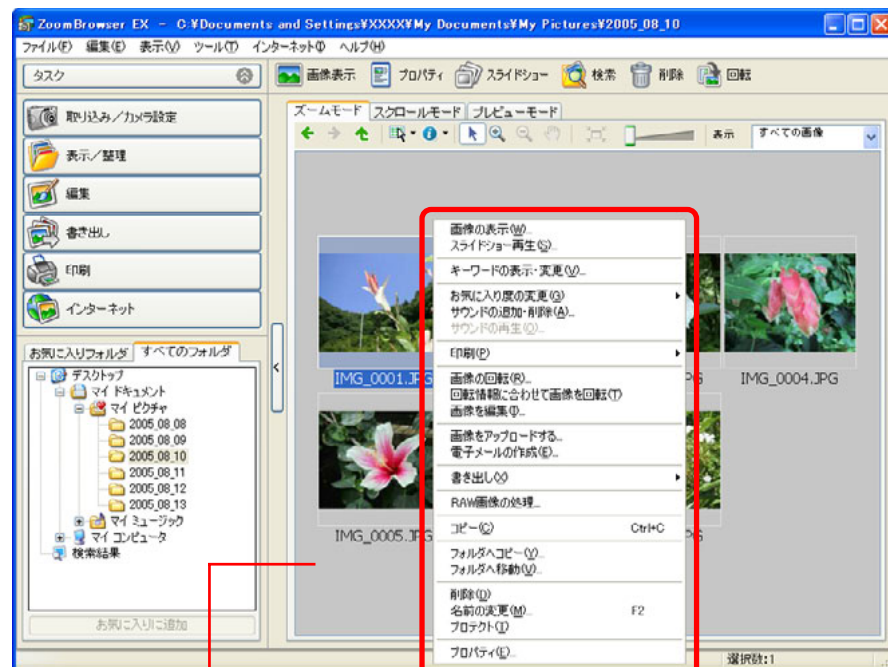 ZoomBrowser EX - C:¥Documents and Settings¥XXXX¥My Documents¥My Pictures¥2005_08_10
ファイル(F) 編集(E) 表示(V) ツール(T) インターネット(I) ヘルプ(H)
タスク
画像表示 プロパティ スライドショー 検索 削除 回転
取り込み/カメラ設定
表示/整理
編集
書き出し
印刷
インターネット
ズームモード スクロールモード プレビューモード
表示 すべての画像
お気に入りフォルダ すべてのフォルダ
デスクトップ
マイ ドキュメント
マイ ピクチャ
2005_08_08
2005_08_09
2005_08_10
2005_08_11
2005_08_12
2005_08_13
マイ ミュージック
マイ コンピュータ
検索結果
お気に入りに追加
IMG_0001.JPG
IMG_0004.JPG
IMG_0005.JPG
画像の表示(W)...
スライドショー再生(S)...
キーワードの表示・変更(V)...
お気に入り度の変更(G)
サウンドの追加・削除(A)...
サウンドの再生(O)...
印刷(P)
画像の回転(R)...
回転情報に合わせて画像を回転(T)
画像を編集(I)...
画像をアップロードする...
電子メールの作成(E)...
書き出し(X)
RAW画像の処理...
コピー(C) Ctrl+C
フォルダへコピー(Y)...
フォルダへ移動(V)...
削除(D)
名前の変更(M)... F2
プロテクト(I)
プロパティ(E)...
選択数:1